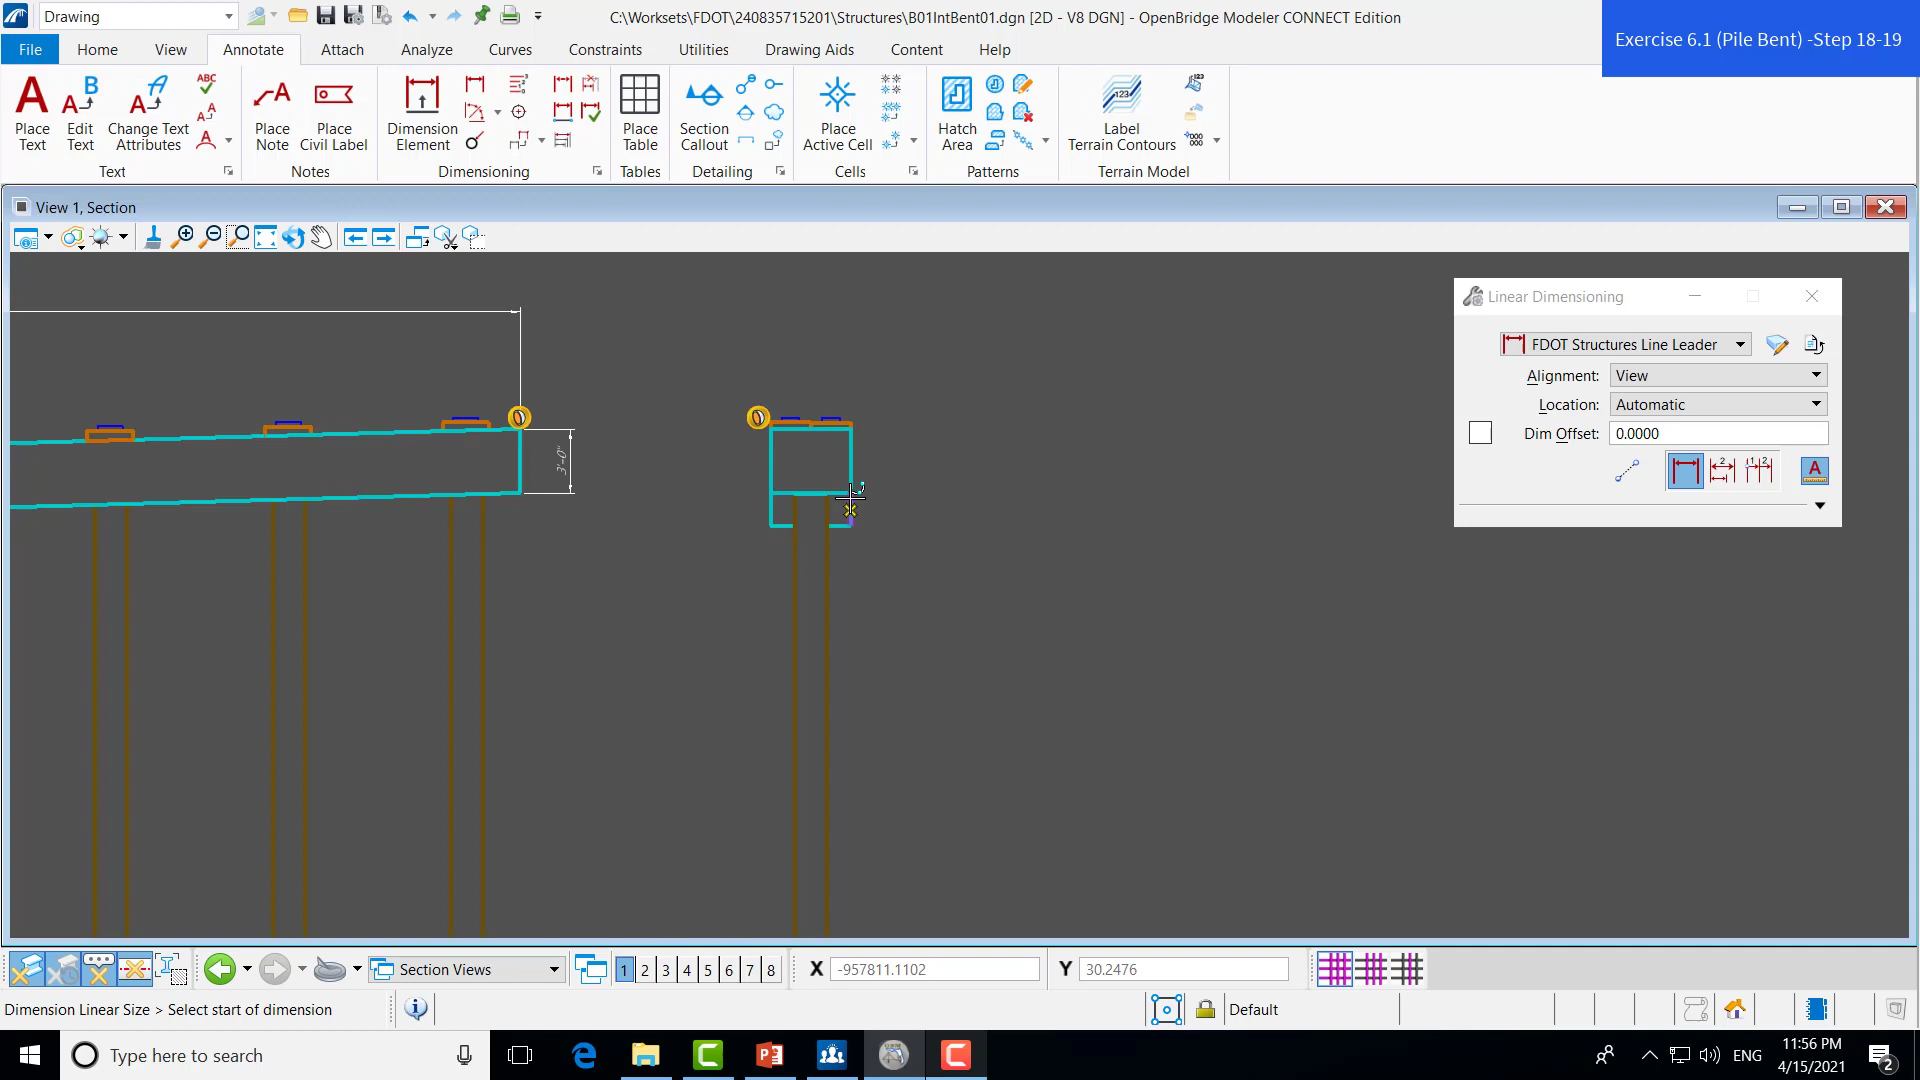 Drawing
C:\Worksets\FDOT\240835715201\Structures\B01IntBent01.dgn [2D - V8 DGN] - OpenBridge Modeler CONNECT Edition
Exercise 6.1 (Pile Bent) -Step 18-19
File Home View Annotate Attach Analyze Curves Constraints Utilities Drawing Aids Content Help
Place Text
Edit Text
Change Text Attributes
ABC
Place Note
Place Civil Label
Dimension Element
Place Table
Section Callout
Place Active Cell
Hatch Area
Label Terrain Contours
Text Notes Dimensioning Tables Detailing Cells Patterns Terrain Model
View 1, Section
Linear Dimensioning
FDOT Structures Line Leader
Alignment: View
Location: Automatic
Dim Offset: 0.0000
3'-0"
Section Views
1 2 3 4 5 6 7 8
X -957811.1102
Y 30.2476
Dimension Linear Size > Select start of dimension
Default
Type here to search
ENG
11:56 PM
4/15/2021
2